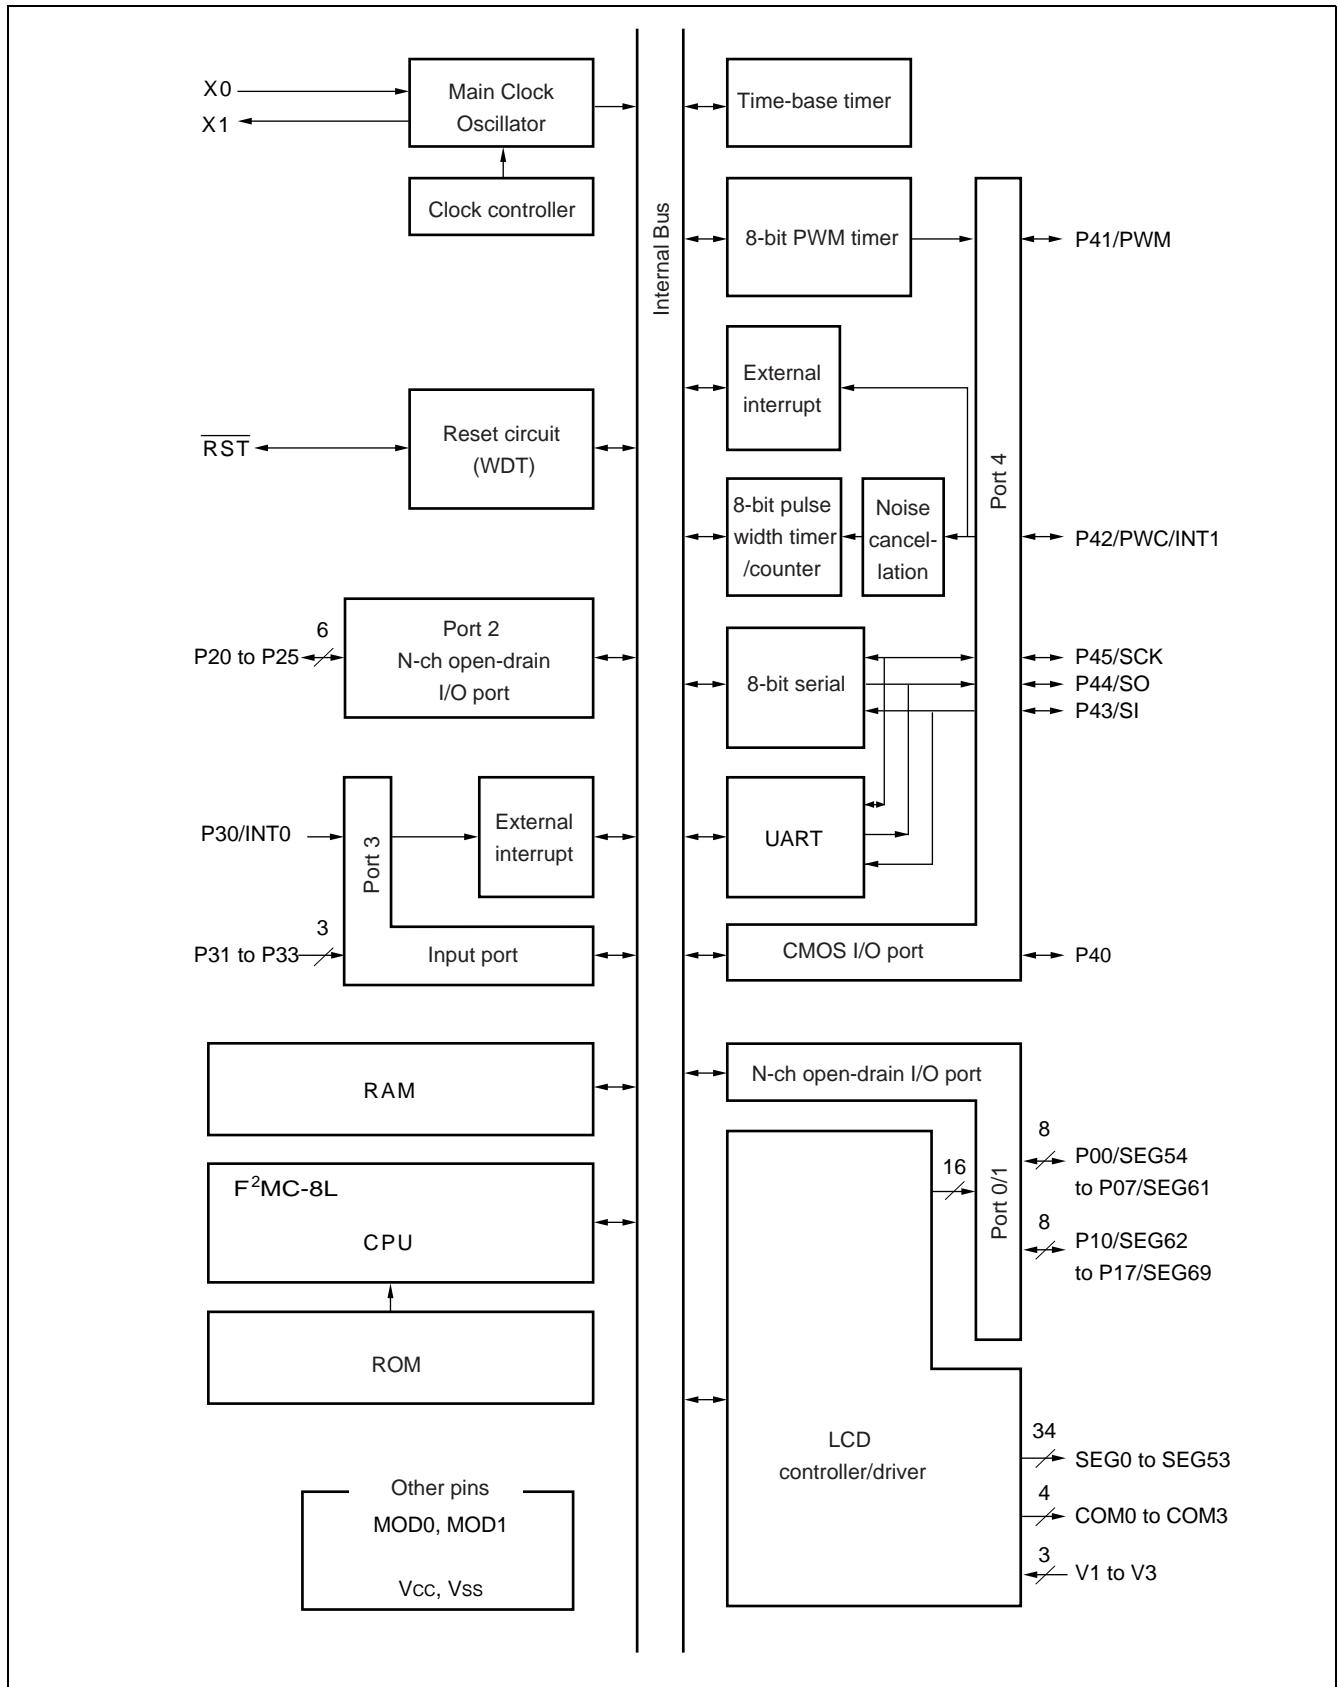 X0
X1
Main Clock
Oscillator
Clock controller
RST
Reset circuit
(WDT)
P20 to P25
6
Port 2
N-ch open-drain
I/O port
P30/INT0
Port 3
External
interrupt
P31 to P33
3
Input port
RAM
F²MC-8L
CPU
ROM
Other pins
MOD0, MOD1
Vcc, Vss
Internal Bus
Time-base timer
8-bit PWM timer
P41/PWM
External
interrupt
Port 4
8-bit pulse
width timer
/counter
Noise
cancel-
lation
P42/PWC/INT1
8-bit serial
P45/SCK
P44/SO
P43/SI
UART
CMOS I/O port
P40
N-ch open-drain I/O port
16
Port 0/1
8
P00/SEG54
to P07/SEG61
8
P10/SEG62
to P17/SEG69
LCD
controller/driver
34
SEG0 to SEG53
4
COM0 to COM3
3
V1 to V3